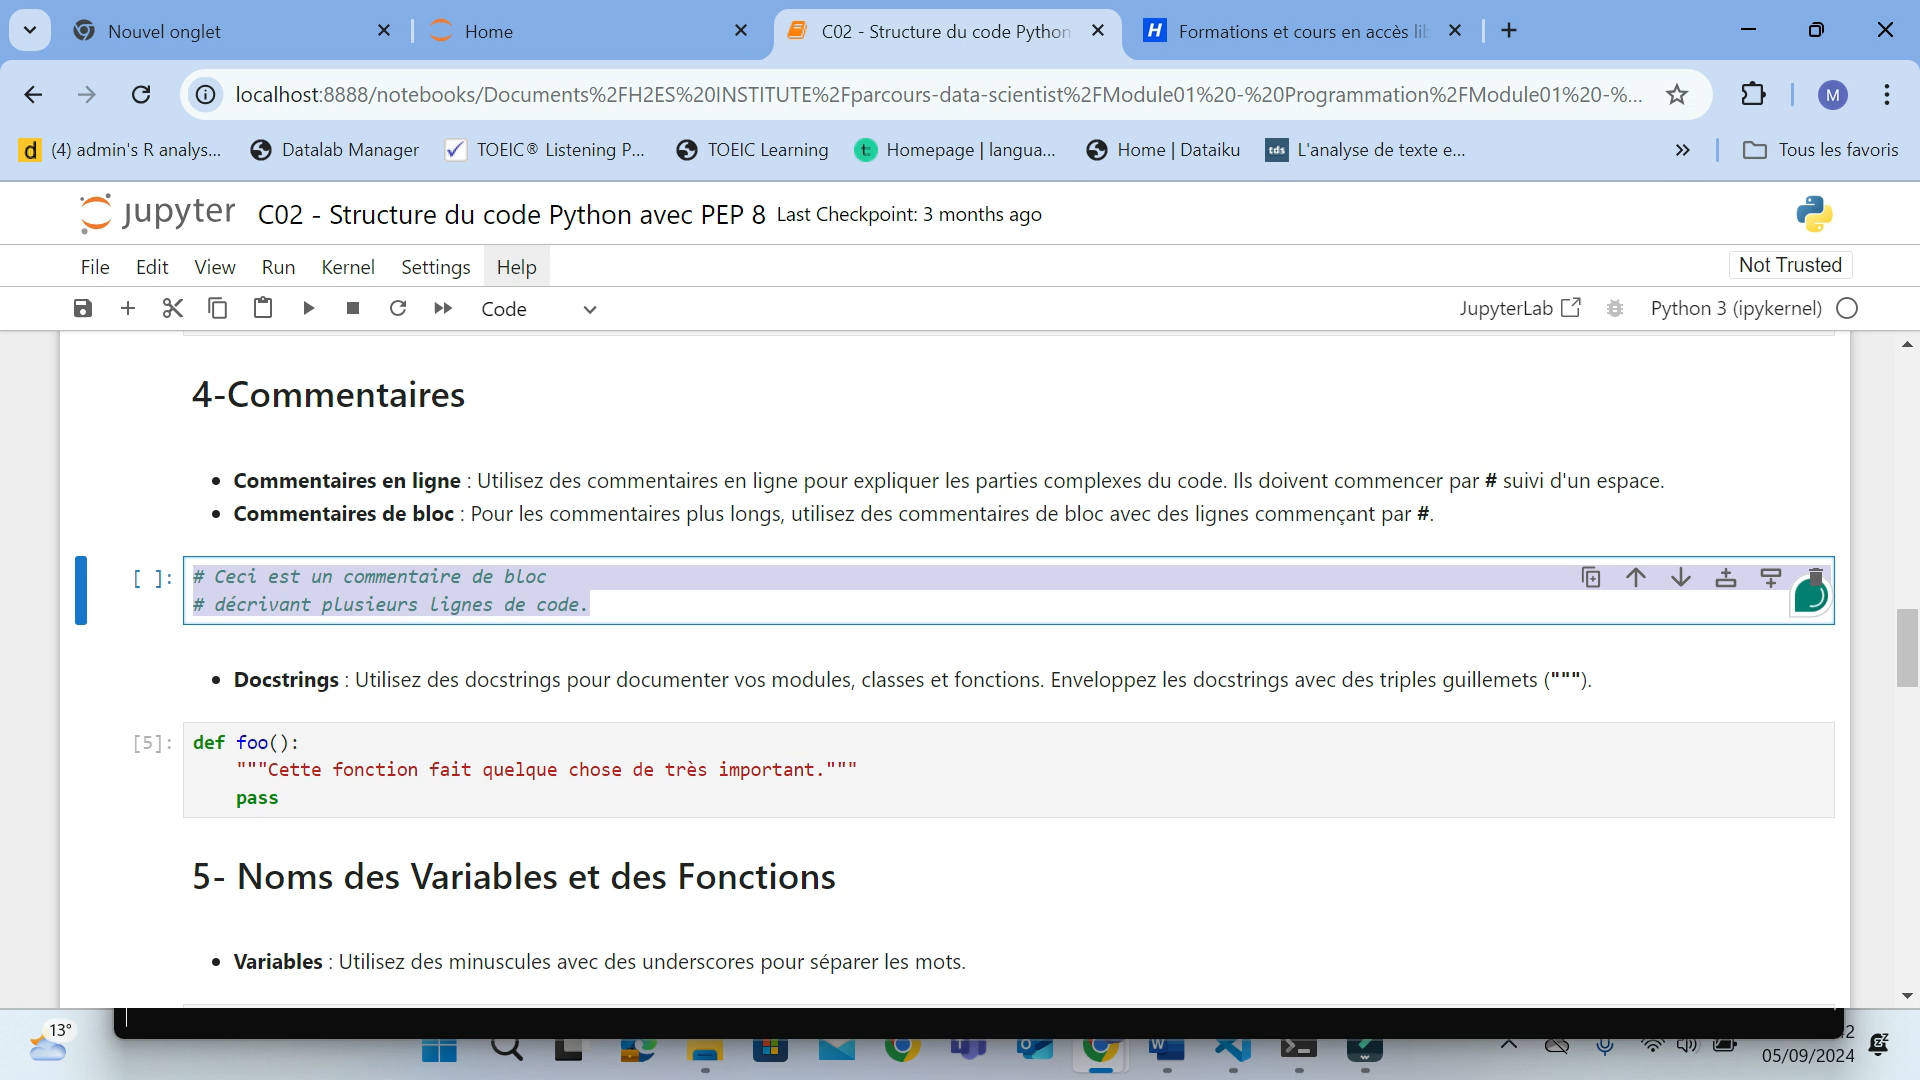 Nouvel onglet
Home
C02 - Structure du code Python
Formations et cours en accès lib
localhost:8888/notebooks/Documents%2FH2ES%20INSTITUTE%2Fparcours-data-scientist%2FModule01%20-%20Programmation%2FModule01%20-%...
M
(4) admin's R analys...
Datalab Manager
TOEIC® Listening P...
TOEIC Learning
Homepage | langua...
Home | Dataiku
L'analyse de texte e...
Tous les favoris
jupyter C02 - Structure du code Python avec PEP 8 Last Checkpoint: 3 months ago
File Edit View Run Kernel Settings Help
Not Trusted
Code
JupyterLab
Python 3 (ipykernel)
4-Commentaires
• Commentaires en ligne : Utilisez des commentaires en ligne pour expliquer les parties complexes du code. Ils doivent commencer par # suivi d'un espace.
• Commentaires de bloc : Pour les commentaires plus longs, utilisez des commentaires de bloc avec des lignes commençant par #.
[ ]: # Ceci est un commentaire de bloc
# décrivant plusieurs lignes de code.
• Docstrings : Utilisez des docstrings pour documenter vos modules, classes et fonctions. Enveloppez les docstrings avec des triples guillemets (""").
[5]: def foo():
"""Cette fonction fait quelque chose de très important."""
pass
5- Noms des Variables et des Fonctions
• Variables : Utilisez des minuscules avec des underscores pour séparer les mots.
13°
05/09/2024